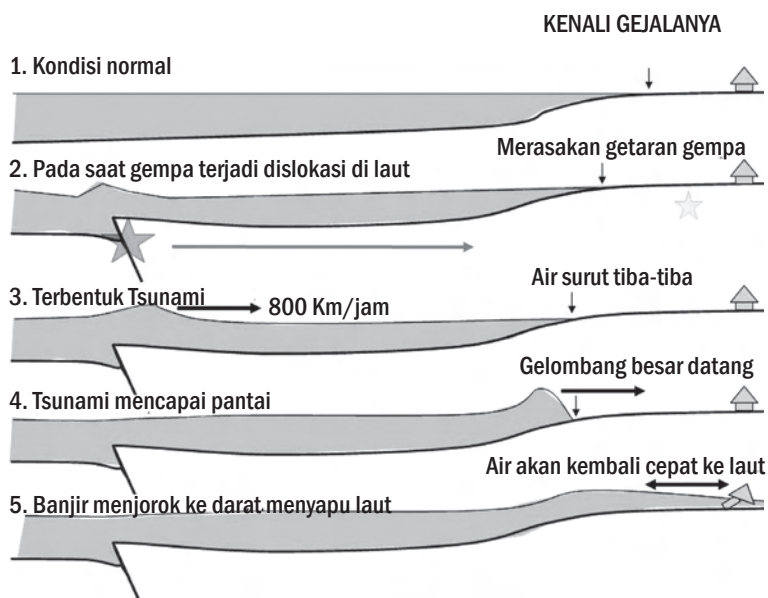 KENALI GEJALANYA
1. Kondisi normal
Merasakan getaran gempa
2. Pada saat gempa terjadi dislokasi di laut
Air surut tiba-tiba
3. Terbentuk Tsunami
800 Km/jam
Gelombang besar datang
4. Tsunami mencapai pantai
Air akan kembali cepat ke laut
5. Banjir menjorok ke darat menyapu laut